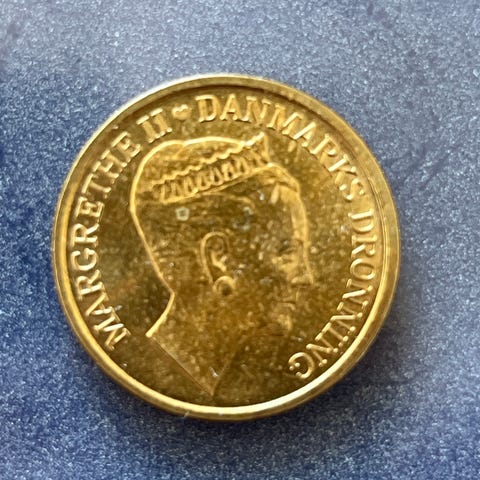 MARGRETHE II ♥ DANMARKS DRONNING